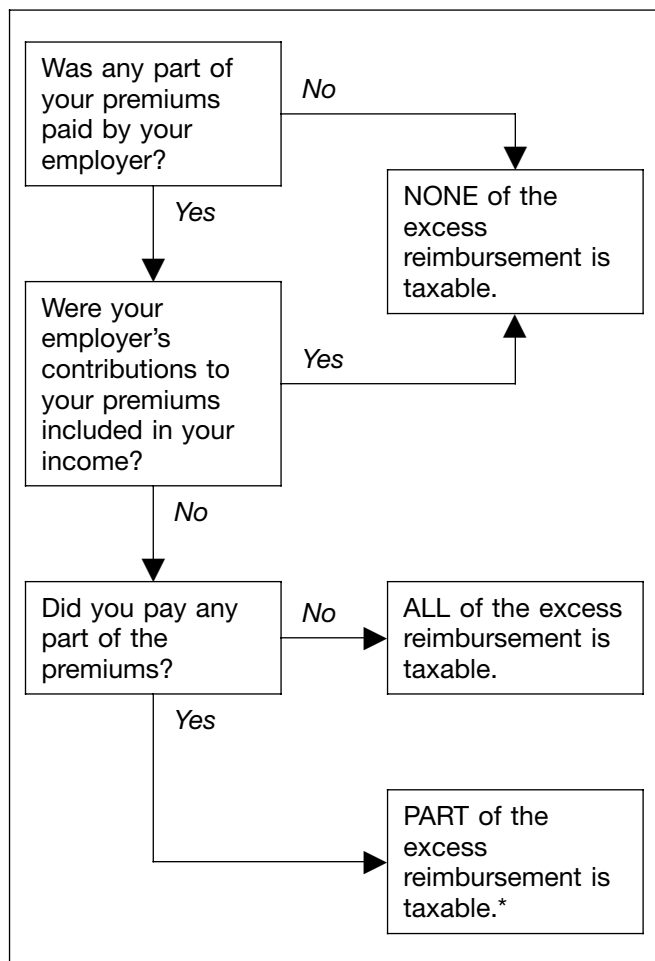 Was any part of
your premiums
paid by your
employer?
No
Yes
NONE of the
excess
reimbursement is
taxable.
Were your
employer’s
contributions to
your premiums
included in your
income?
Yes
No
Did you pay any
part of the
premiums?
No
ALL of the excess
reimbursement is
taxable.
Yes
PART of the
excess
reimbursement is
taxable.*